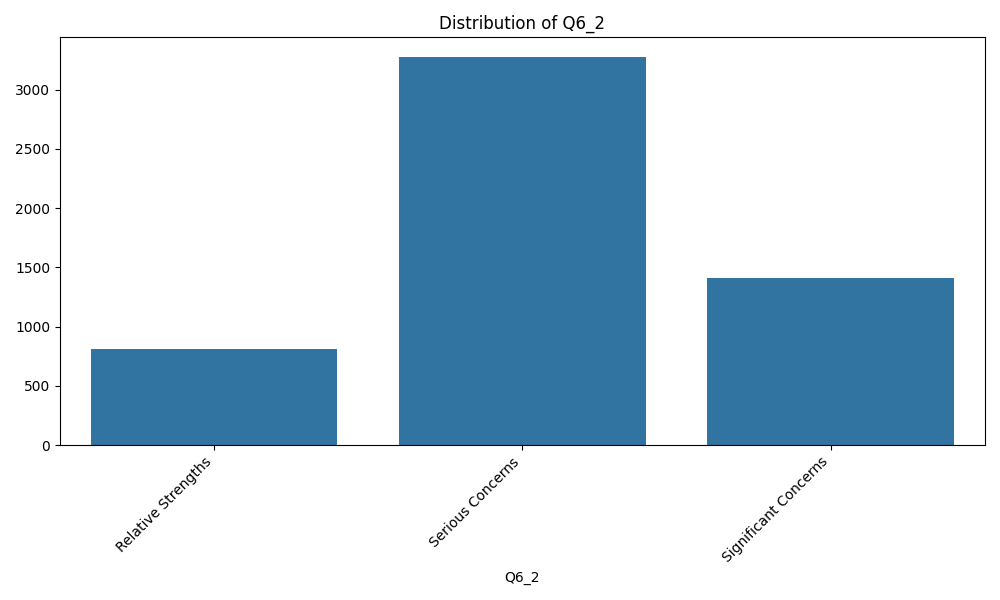 Distribution of Q6_2
3000
2500
2000
1500
1000
500
0
Relative Strengths
Serious Concerns
Significant Concerns
Q6_2